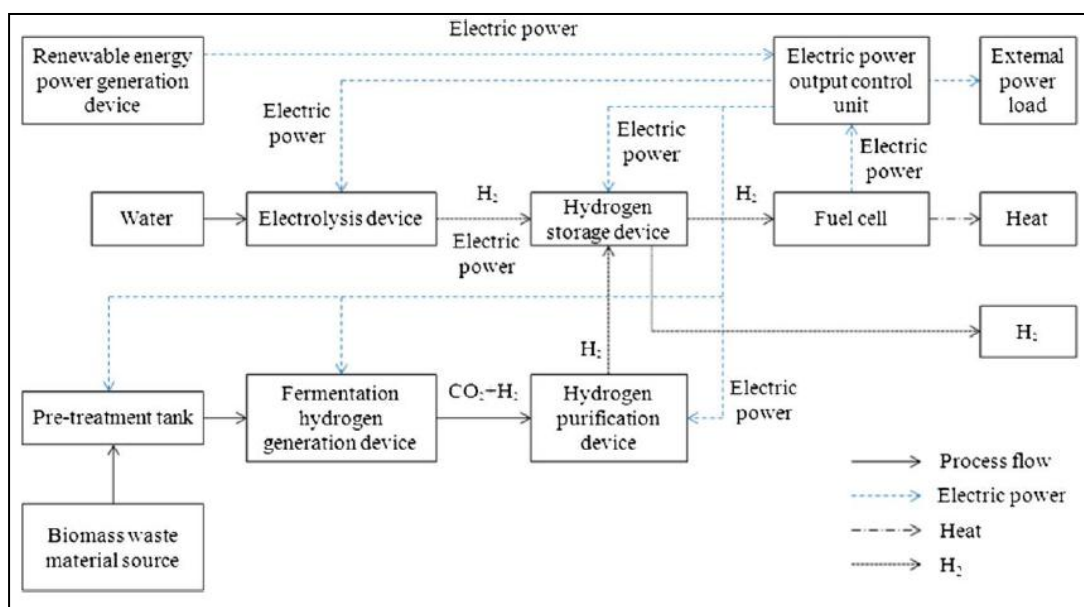 Electric power
Renewable energy
power generation
device
Electric power
output control
unit
External
power
load
Electric
power
Electric
power
Electric
power
Water
Electrolysis device
H₂
Electric
power
Hydrogen
storage device
H₂
Fuel cell
Heat
H₂
H₂
Pre-treatment tank
Fermentation
hydrogen
generation device
CO₂+H₂
Hydrogen
purification
device
Electric
power
Biomass waste
material source
Process flow
Electric power
Heat
H₂